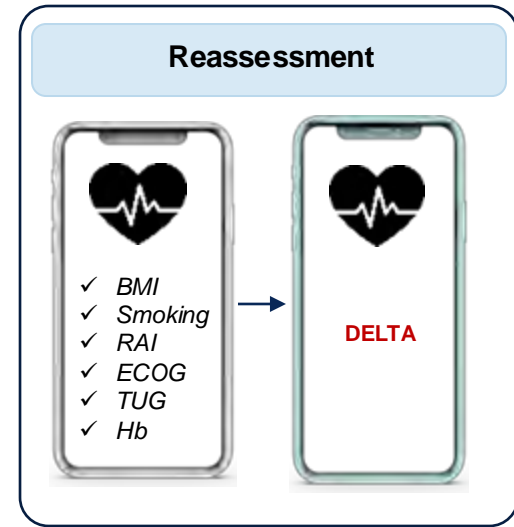 Reassessment
✓ BMI
✓ Smoking
✓ RAI
✓ ECOG
✓ TUG
✓ Hb
DELTA